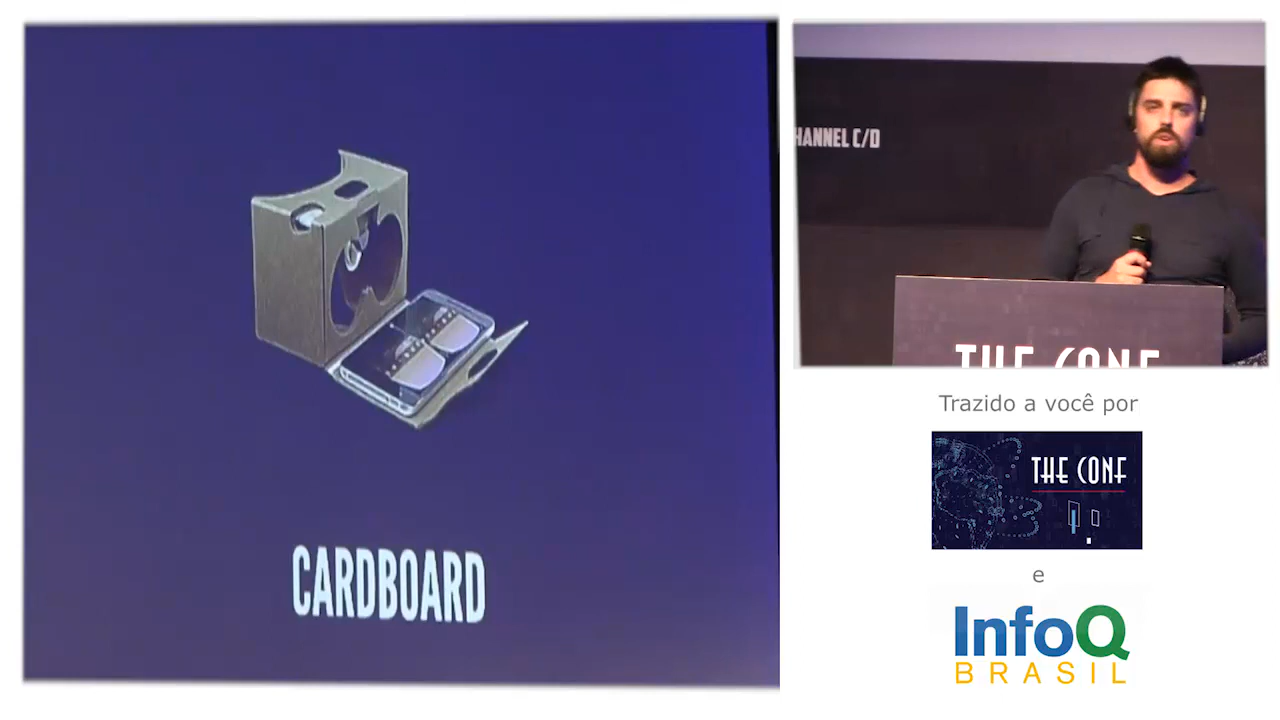 CARDBOARD
HANNEL C/D
THE CONF
Trazido a você por
THE CONF
e
InfoQ
BRASIL